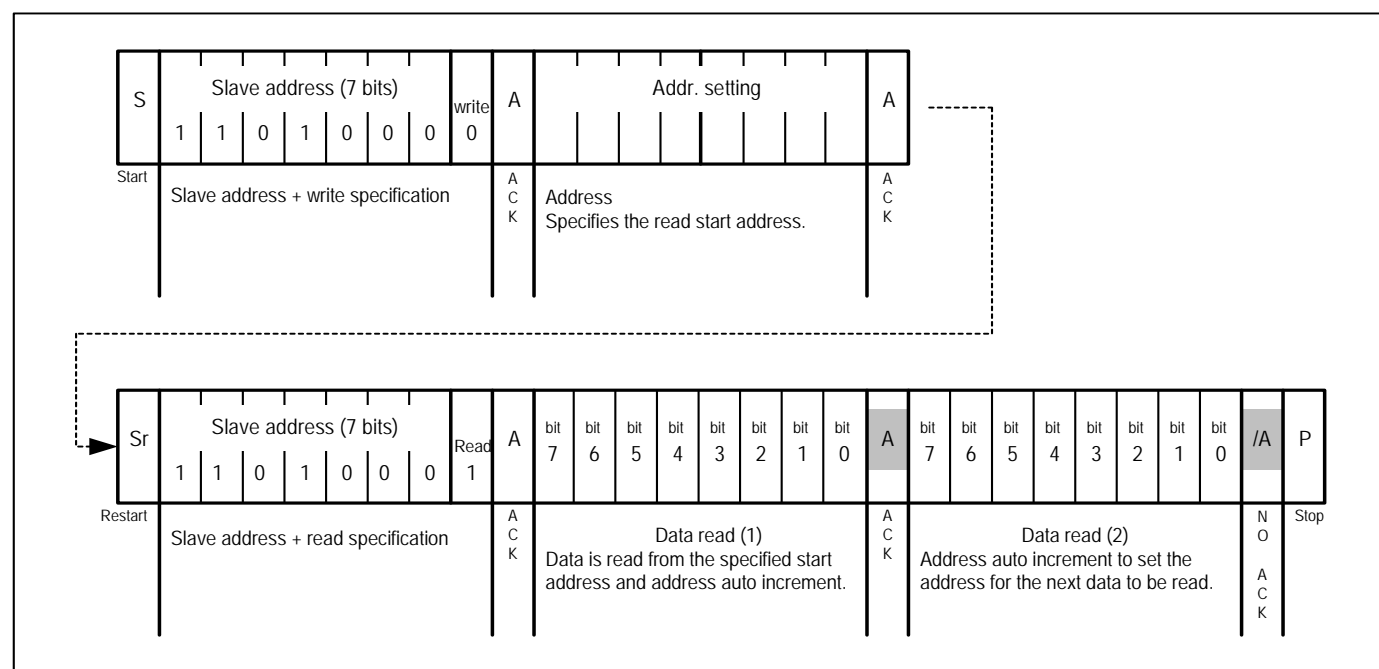 S Slave address (7 bits) write A Addr. setting A
1 1 0 1 0 0 0 0
Start
Slave address + write specification
A
C
K
Address
Specifies the read start address.
A
C
K
Sr Slave address (7 bits) Read A bit bit bit bit bit bit bit bit A bit bit bit bit bit bit bit bit /A P
1 1 0 1 0 0 0 1 7 6 5 4 3 2 1 0 7 6 5 4 3 2 1 0
Restart
Slave address + read specification
A
C
K
Data read (1)
Data is read from the specified start
address and address auto increment.
A
C
K
Data read (2)
Address auto increment to set the
address for the next data to be read.
N
O
A
C
K
Stop